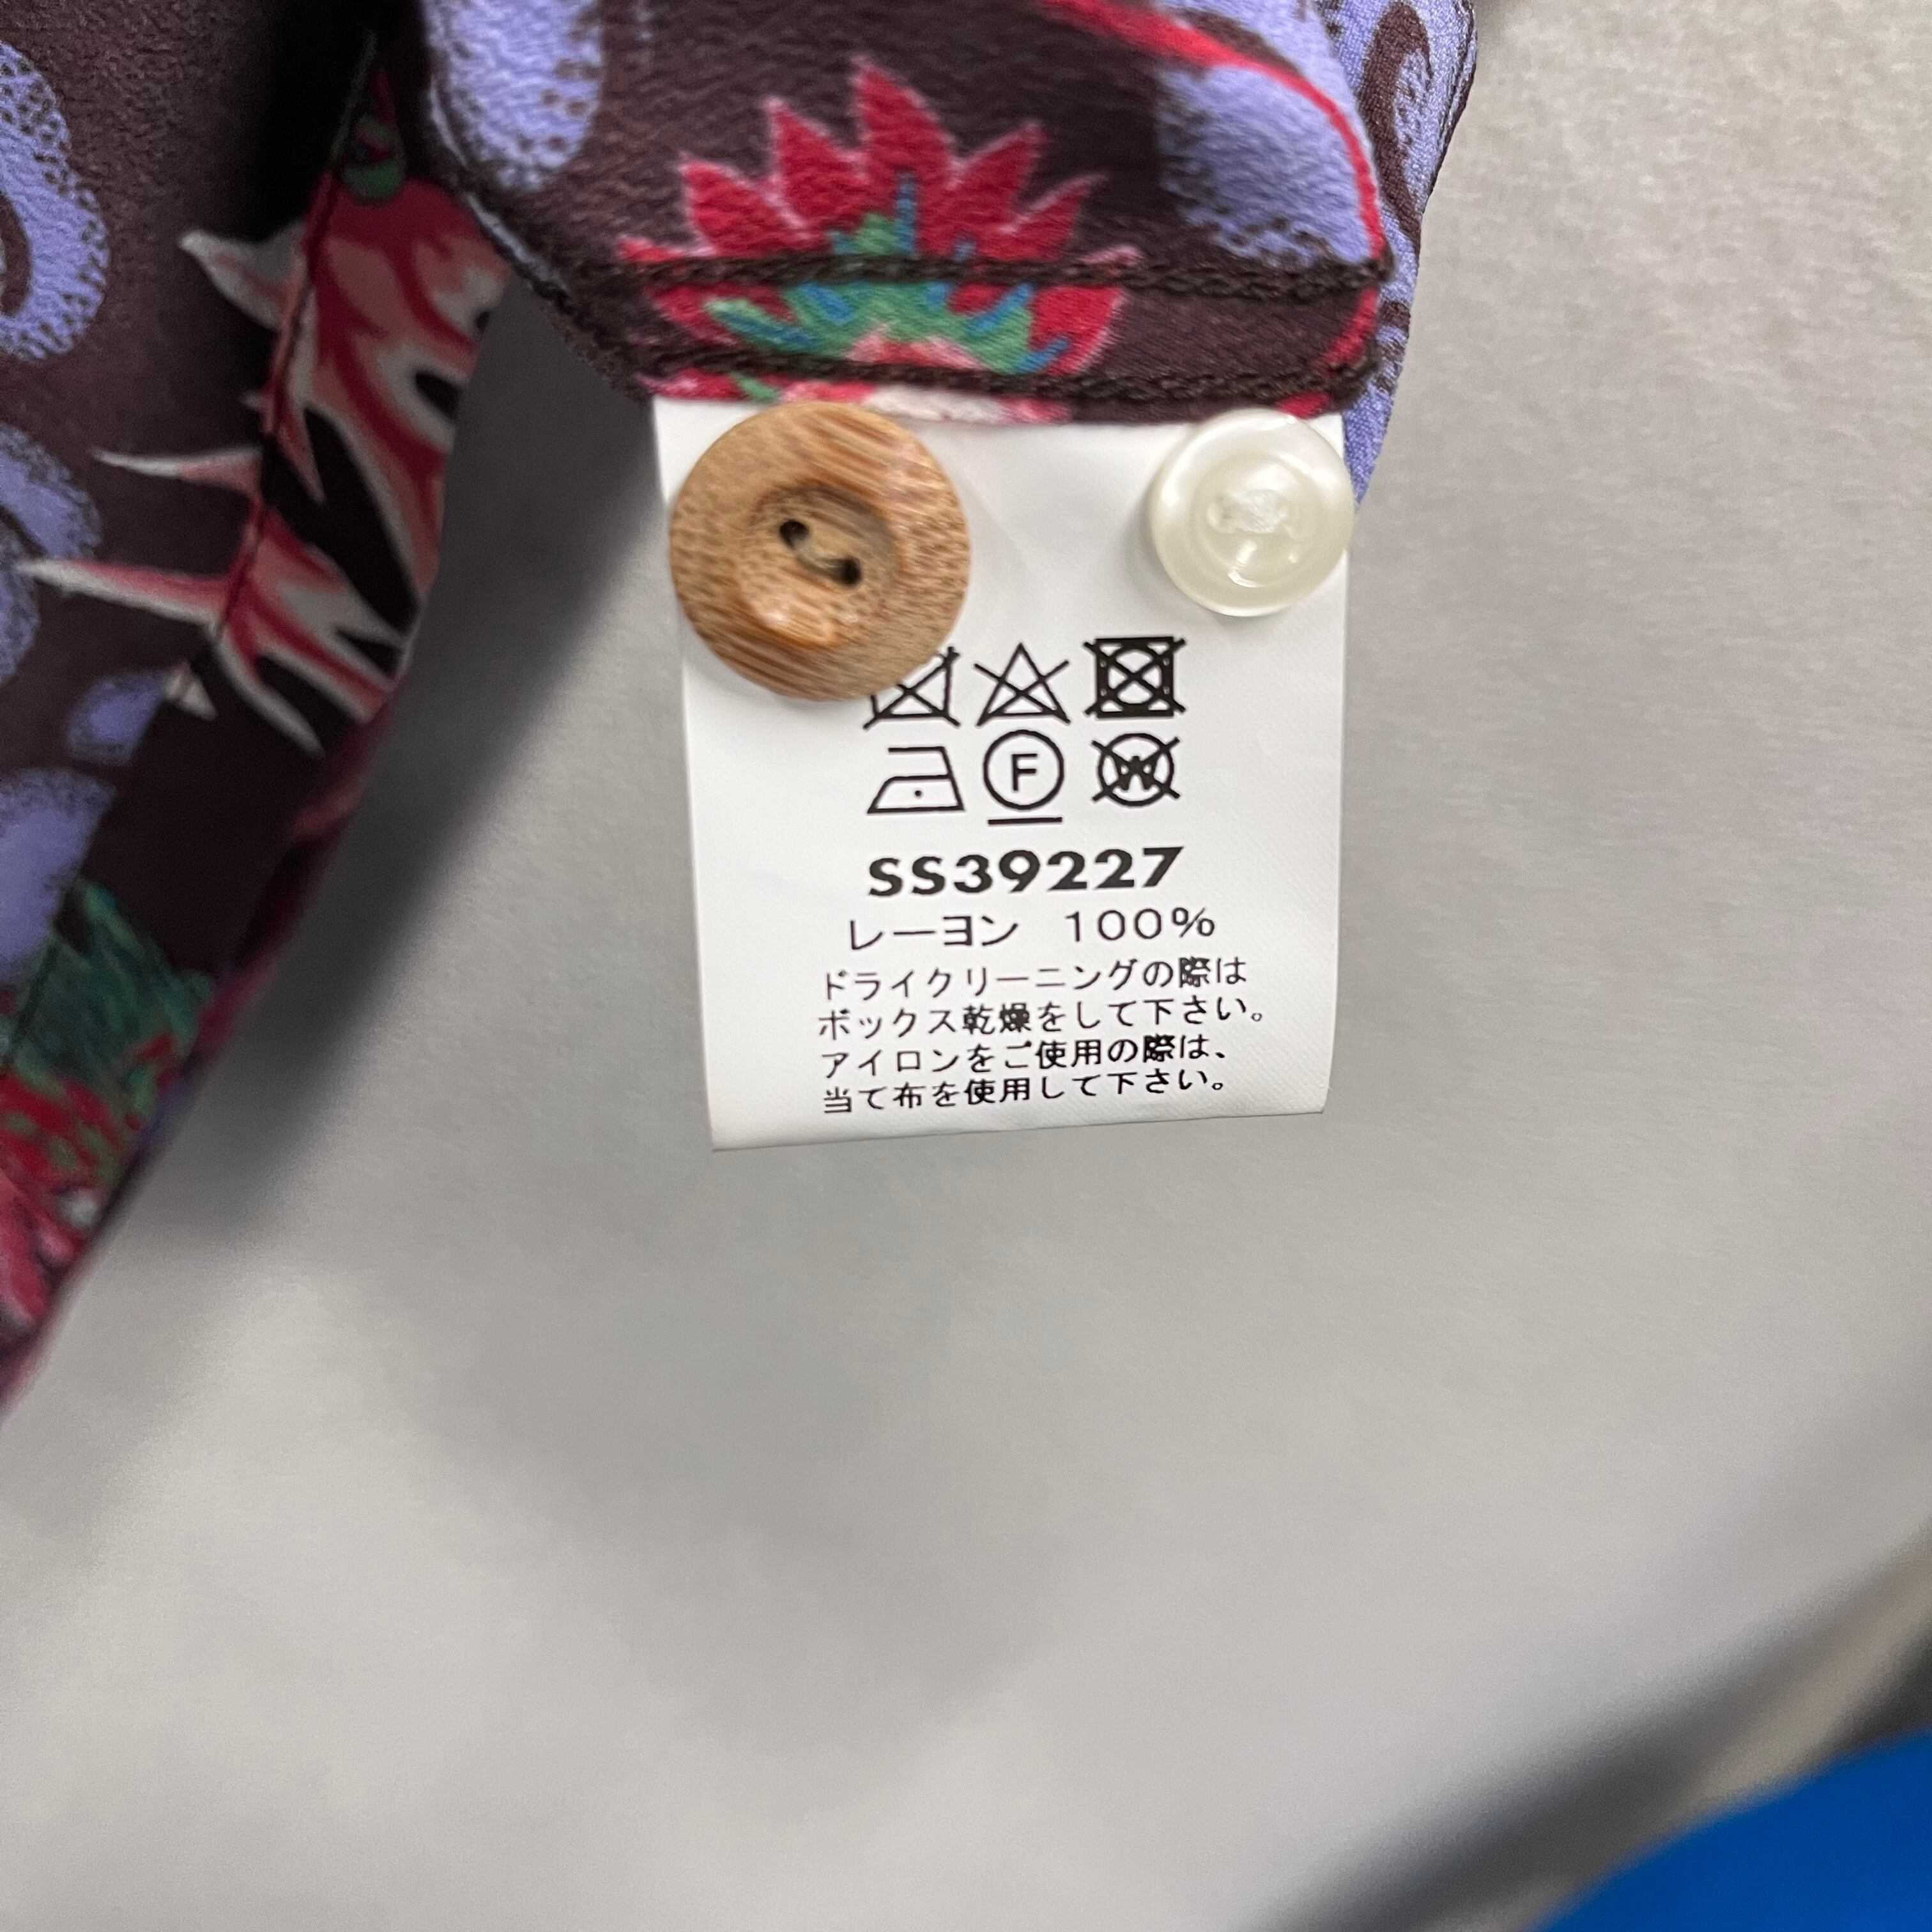 F W
SS39227
レーヨン 100%
ドライクリーニングの際は
ボックス乾燥をして下さい。
アイロンをご使用の際は、
当て布を使用して下さい。